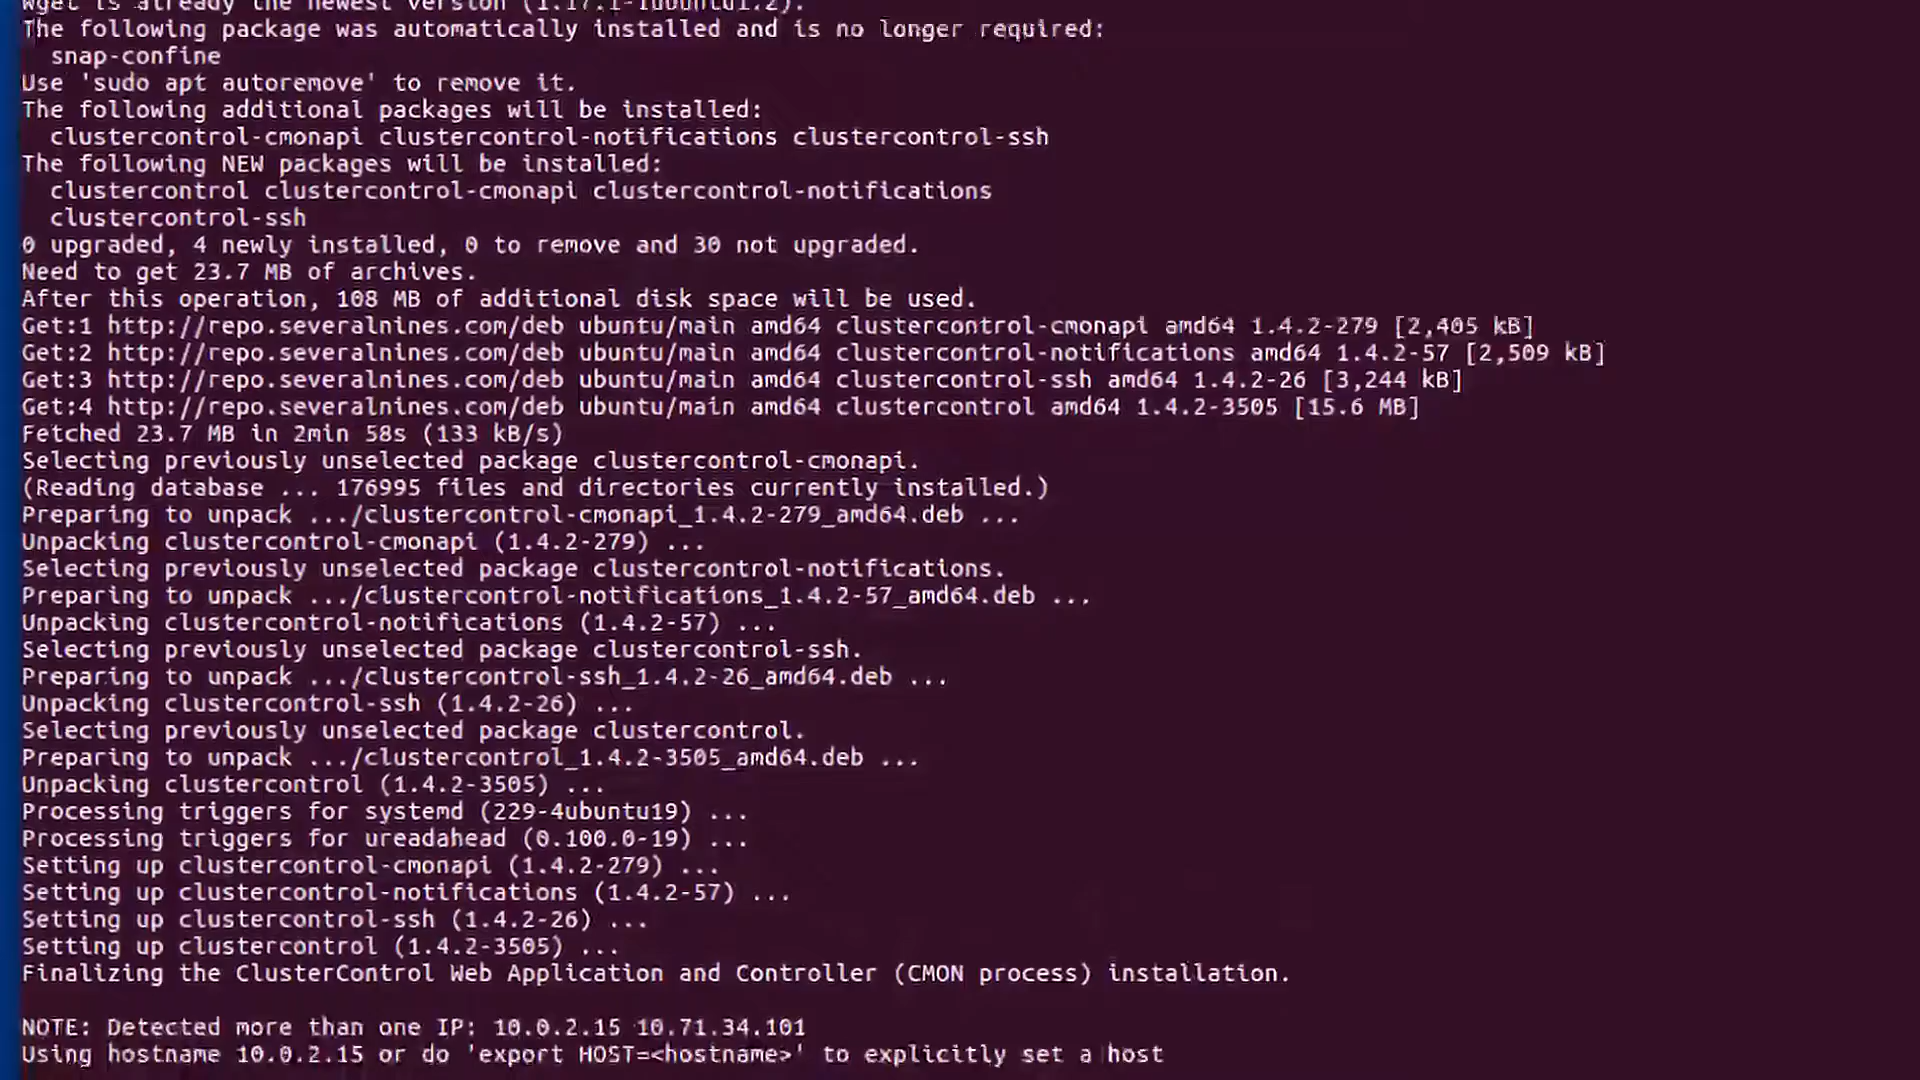 wget is already the newest version (1.17.1-1ubuntu1.2).
The following package was automatically installed and is no longer required:
  snap-confine
Use 'sudo apt autoremove' to remove it.
The following additional packages will be installed:
  clustercontrol-cmonapi clustercontrol-notifications clustercontrol-ssh
The following NEW packages will be installed:
  clustercontrol clustercontrol-cmonapi clustercontrol-notifications
  clustercontrol-ssh
0 upgraded, 4 newly installed, 0 to remove and 30 not upgraded.
Need to get 23.7 MB of archives.
After this operation, 108 MB of additional disk space will be used.
Get:1 http://repo.severalnines.com/deb ubuntu/main amd64 clustercontrol-cmonapi amd64 1.4.2-279 [2,405 kB]
Get:2 http://repo.severalnines.com/deb ubuntu/main amd64 clustercontrol-notifications amd64 1.4.2-57 [2,509 kB]
Get:3 http://repo.severalnines.com/deb ubuntu/main amd64 clustercontrol-ssh amd64 1.4.2-26 [3,244 kB]
Get:4 http://repo.severalnines.com/deb ubuntu/main amd64 clustercontrol amd64 1.4.2-3505 [15.6 MB]
Fetched 23.7 MB in 2min 58s (133 kB/s)
Selecting previously unselected package clustercontrol-cmonapi.
(Reading database ... 176995 files and directories currently installed.)
Preparing to unpack .../clustercontrol-cmonapi_1.4.2-279_amd64.deb ...
Unpacking clustercontrol-cmonapi (1.4.2-279) ...
Selecting previously unselected package clustercontrol-notifications.
Preparing to unpack .../clustercontrol-notifications_1.4.2-57_amd64.deb ...
Unpacking clustercontrol-notifications (1.4.2-57) ...
Selecting previously unselected package clustercontrol-ssh.
Preparing to unpack .../clustercontrol-ssh_1.4.2-26_amd64.deb ...
Unpacking clustercontrol-ssh (1.4.2-26) ...
Selecting previously unselected package clustercontrol.
Preparing to unpack .../clustercontrol_1.4.2-3505_amd64.deb ...
Unpacking clustercontrol (1.4.2-3505) ...
Processing triggers for systemd (229-4ubuntu19) ...
Processing triggers for ureadahead (0.100.0-19) ...
Setting up clustercontrol-cmonapi (1.4.2-279) ...
Setting up clustercontrol-notifications (1.4.2-57) ...
Setting up clustercontrol-ssh (1.4.2-26) ...
Setting up clustercontrol (1.4.2-3505) ...
Finalizing the ClusterControl Web Application and Controller (CMON process) installation.
NOTE: Detected more than one IP: 10.0.2.15 10.71.34.101
Using hostname 10.0.2.15 or do 'export HOST=<hostname>' to explicitly set a host